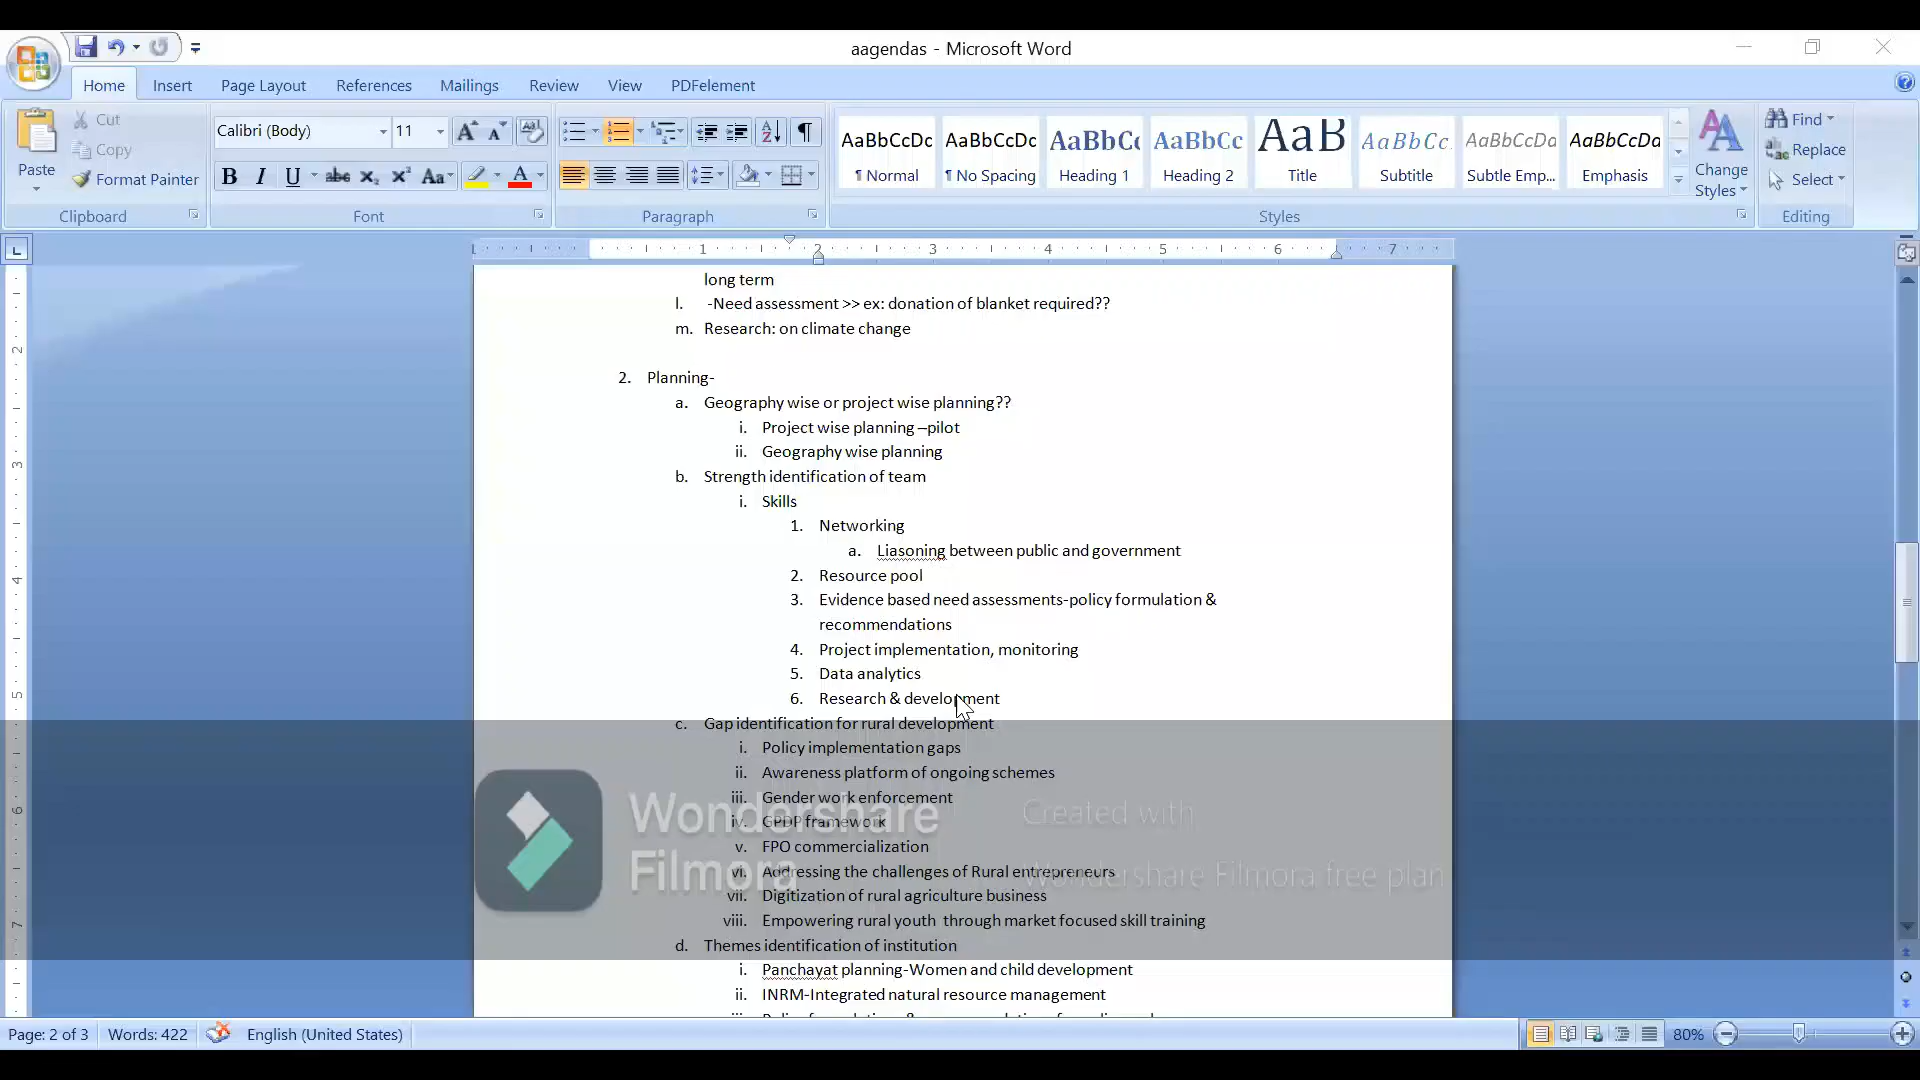 aagendas - Microsoft Word
Home Insert Page Layout References Mailings Review View PDFelement
Paste
Cut
Copy
Format Painter
Clipboard
Calibri (Body) 11
Font
Paragraph
AaBbCcDc AaBbCcDc AaBbCc AaBbCc AaB AaBbCc. AaBbCcDa AaBbCcDa
¶ Normal ¶ No Spacing Heading 1 Heading 2 Title Subtitle Subtle Emp... Emphasis
Change Styles
Styles
Find
Replace
Select
Editing
1 2 3 4 5 6 7
long term
l. -Need assessment >> ex: donation of blanket required??
m. Research: on climate change
2. Planning-
a. Geography wise or project wise planning??
i. Project wise planning –pilot
ii. Geography wise planning
b. Strength identification of team
i. Skills
1. Networking
a. Liasoning between public and government
2. Resource pool
3. Evidence based need assessments-policy formulation &
recommendations
4. Project implementation, monitoring
5. Data analytics
6. Research & development
c. Gap identification for rural development
i. Policy implementation gaps
ii. Awareness platform of ongoing schemes
iii. Gender work enforcement
iv. GPDP framework
v. FPO commercialization
vi. Addressing the challenges of Rural entrepreneurs
vii. Digitization of rural agriculture business
viii. Empowering rural youth through market focused skill training
d. Themes identification of institution
i. Panchayat planning-Women and child development
ii. INRM-Integrated natural resource management
Wondershare
Filmora
Created with
Wondershare Filmora free plan
Page: 2 of 3 Words: 422 English (United States) 80%